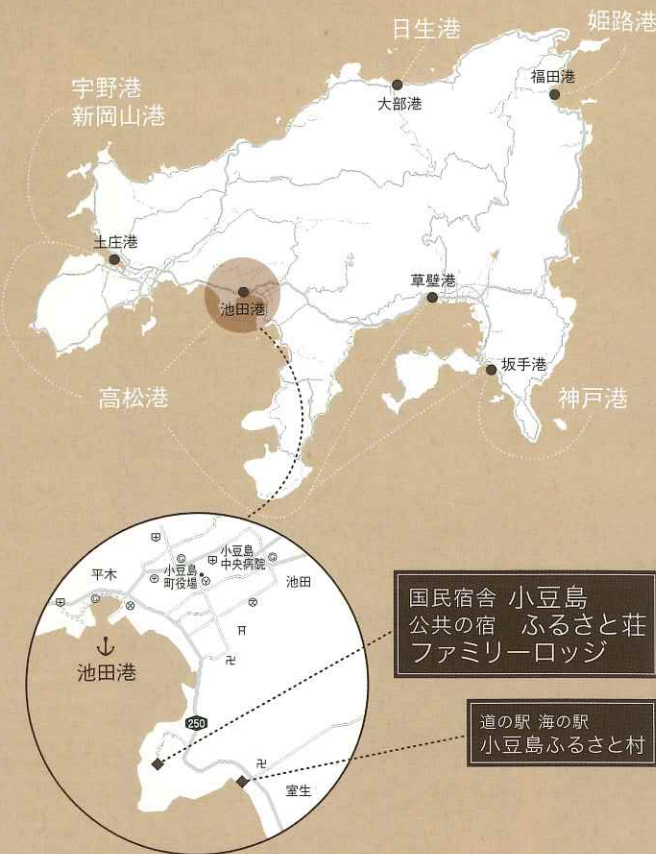 日生港
姫路港
福田港
大部港
宇野港
新岡山港
土庄港
池田港
草壁港
坂手港
高松港
神戸港
小豆島
中央病院
小豆島
町役場
平木
池田
池田港
250
室生
国民宿舎 小豆島
公共の宿 ふるさと荘
ファミリーロッジ
道の駅 海の駅
小豆島ふるさと村